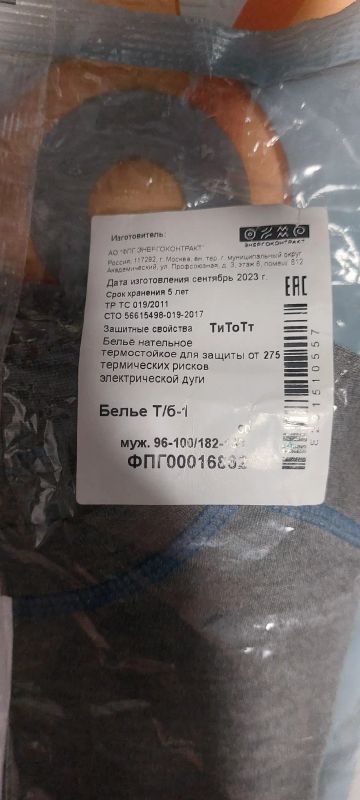 Изготовитель:
ЭНЕРГОКОНТРАКТ
АО "ФПГ ЭНЕРГОКОНТРАКТ"
Россия, 117292, г. Москва, вн. тер. г. муниципальный округ
Академический, ул. Профсоюзная, д. 3, этаж 6, помещ. 812
Дата изготовления сентябрь 2023 г.
Срок хранения 5 лет
ТР ТС 019/2011
EAC
СТО 56615498-019-2017
Защитные свойства ТиТоТт
Белье нательное
термостойкое для защиты от 275
термических рисков
электрической дуги
Белье Т/б-1
муж. 96-100/182-